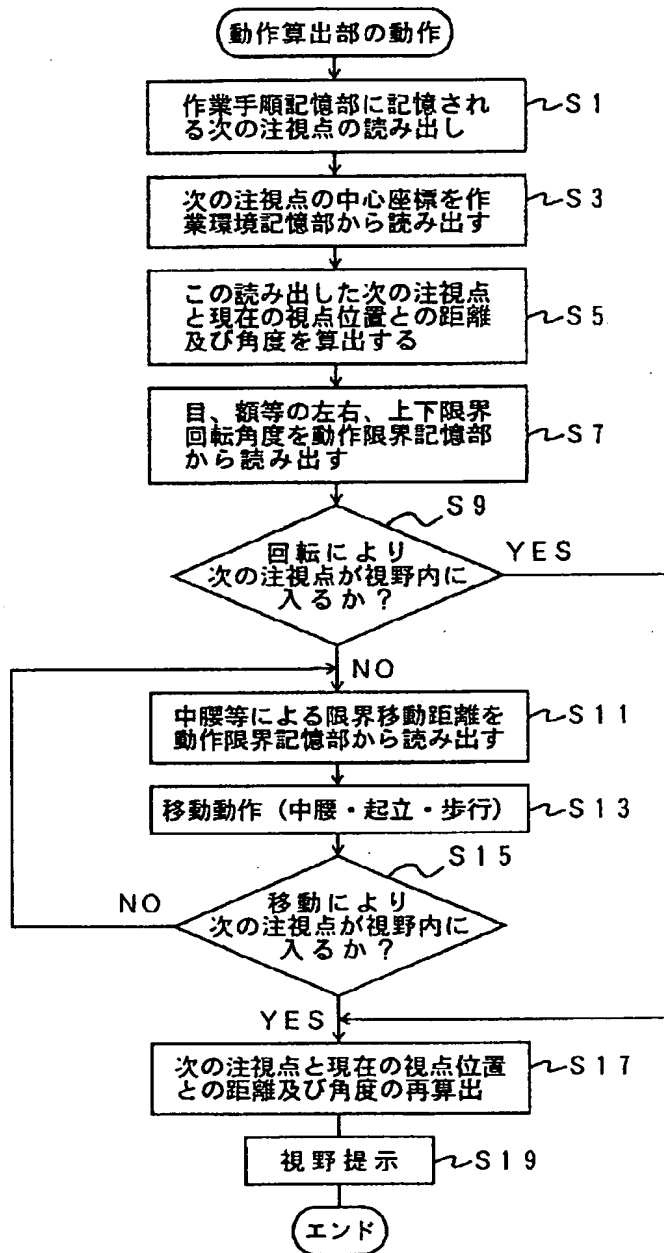 動作算出部の動作
作業手順記憶部に記憶され
る次の注視点の読み出し
S1
次の注視点の中心座標を作
業環境記憶部から読み出す
S3
この読み出した次の注視点
と現在の視点位置との距離
及び角度を算出する
S5
目、額等の左右、上下限界
回転角度を動作限界記憶部
から読み出す
S7
S9
回転により
次の注視点が視野内に
入るか?
YES
NO
中腰等による限界移動距離を
動作限界記憶部から読み出す
S11
移動動作(中腰・起立・歩行)
S13
S15
NO
移動により
次の注視点が視野内に
入るか?
YES
次の注視点と現在の視点位置
との距離及び角度の再算出
S17
視野提示
S19
エンド